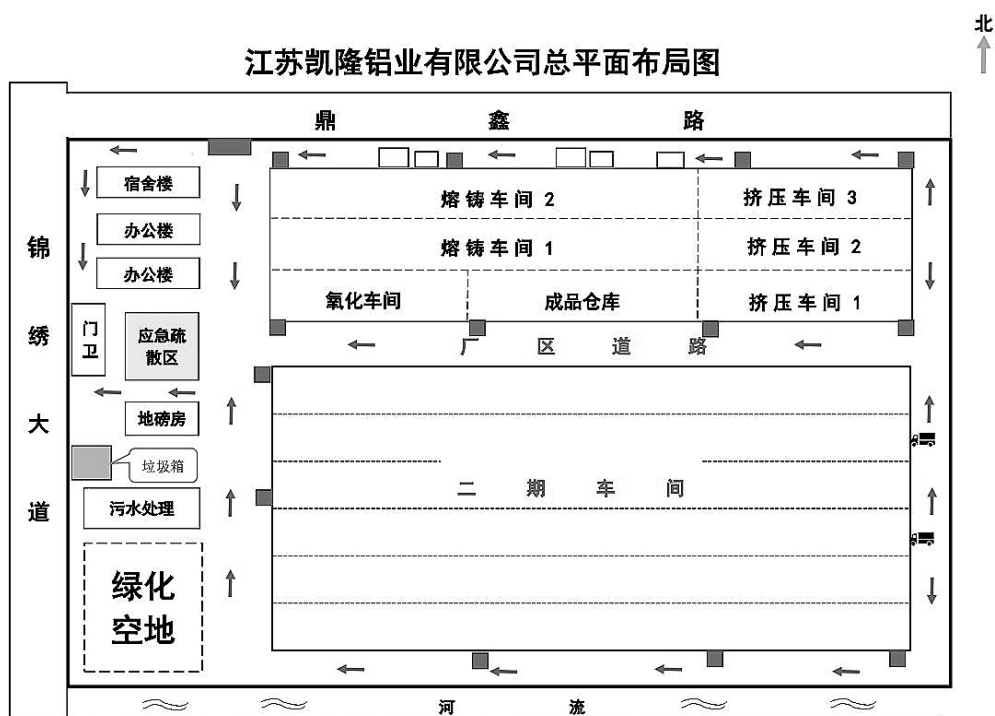 北
江苏凯隆铝业有限公司总平面布局图
鼎鑫路
锦绣大道
宿舍楼
办公楼
办公楼
门卫
应急疏
散区
地磅房
垃圾箱
污水处理
绿化
空地
熔铸车间 2
挤压车间 3
熔铸车间 1
挤压车间 2
氧化车间
成品仓库
挤压车间 1
厂区道路
二期车间
河流